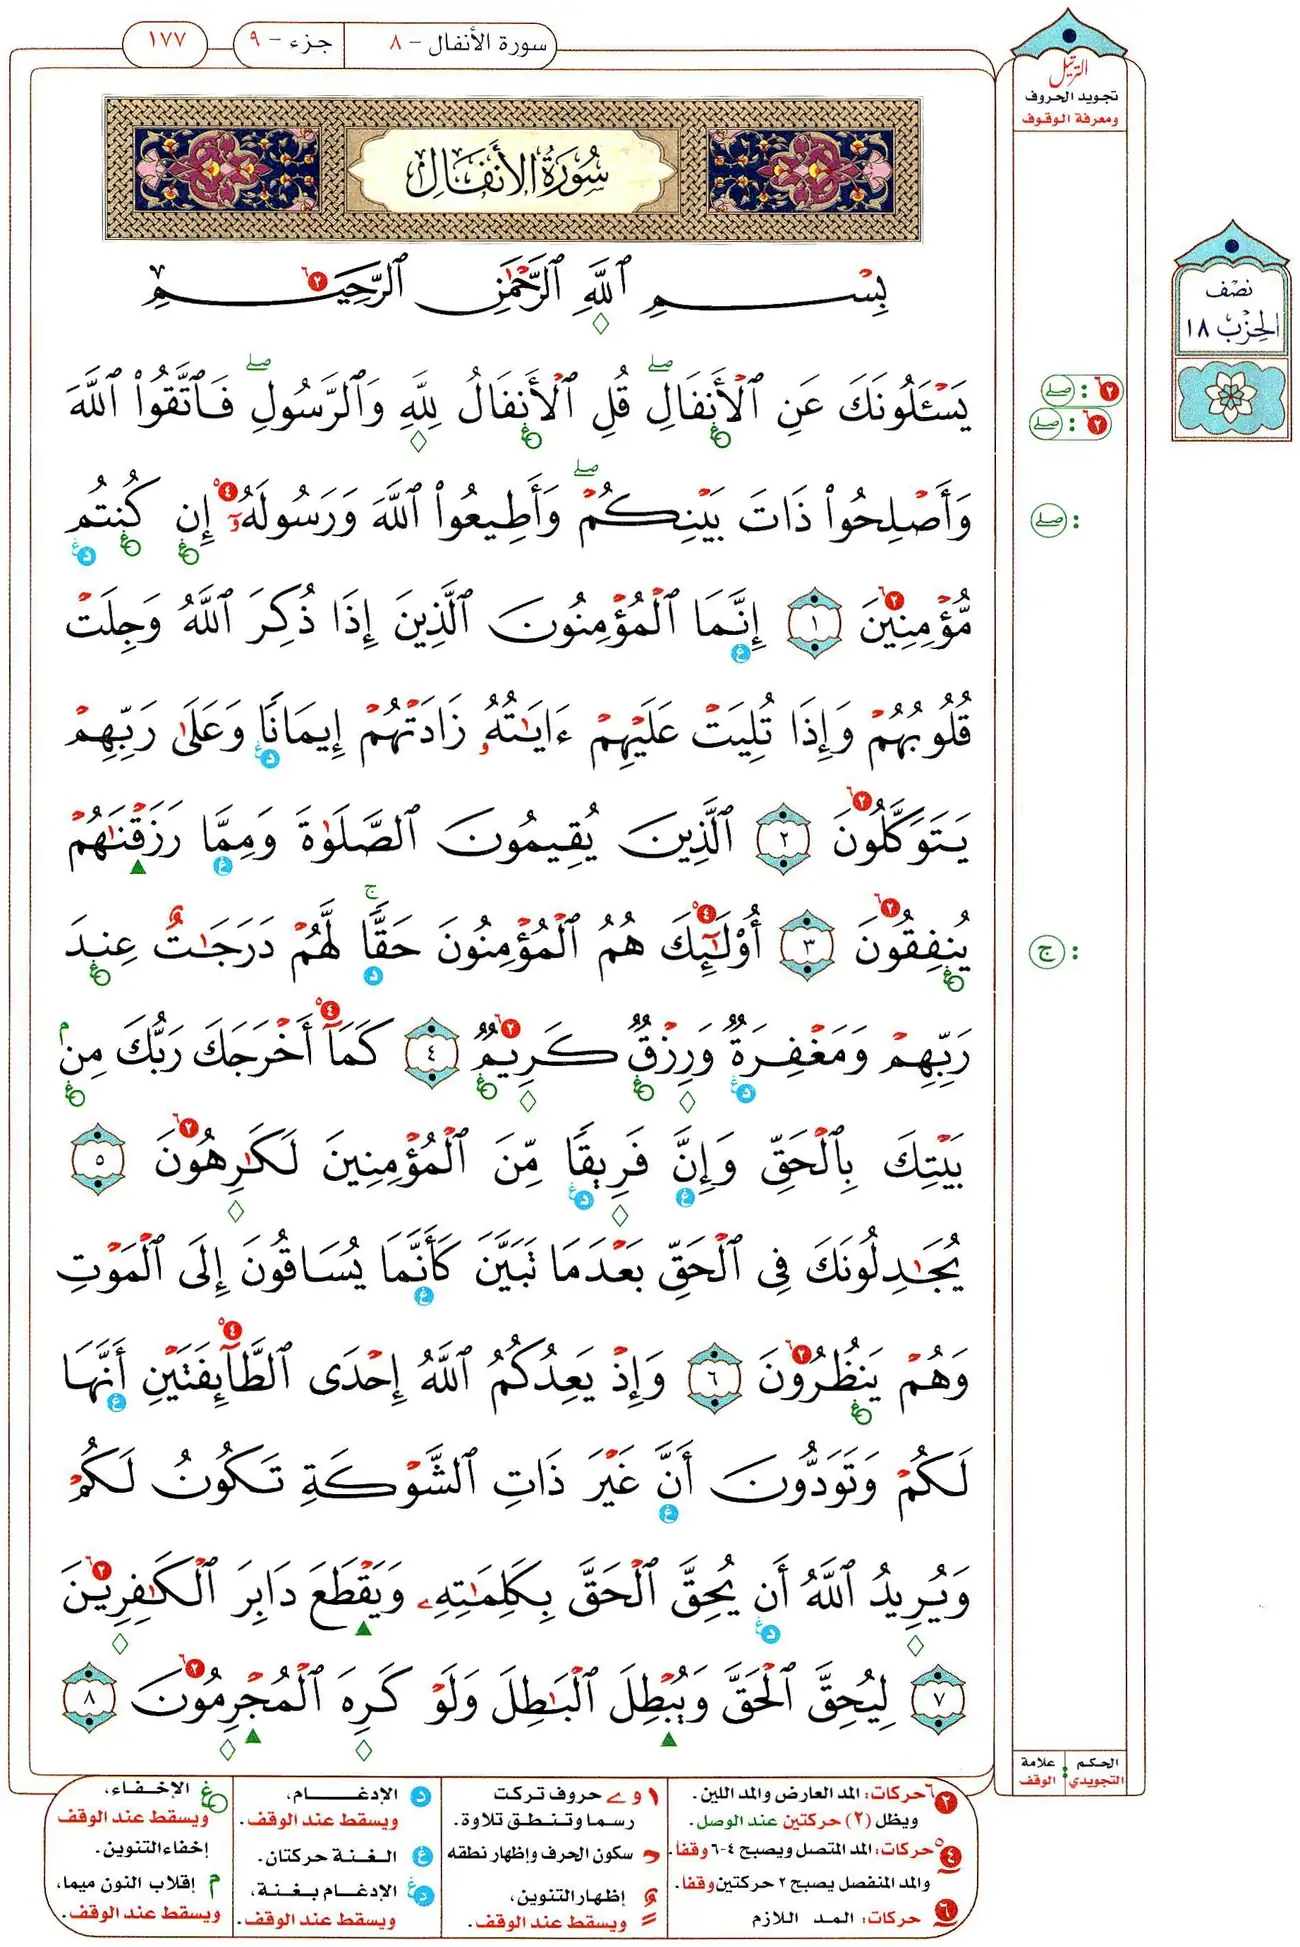 سورة الأنفال - ٨
جزء - ٩
١٧٧
الترتيل
تجويد الحروف
ومعرفة الوقوف
نصف
الحزب ١٨
سُورَةُ الأَنفَال
بِسْمِ ٱللَّهِ ٱلرَّحْمَٰنِ ٱلرَّحِيمِ
يَسْـَٔلُونَكَ عَنِ ٱلْأَنفَالِ ۖ قُلِ ٱلْأَنفَالُ لِلَّهِ وَٱلرَّسُولِ ۖ فَٱتَّقُوا۟ ٱللَّهَ
وَأَصْلِحُوا۟ ذَاتَ بَيْنِكُمْ ۖ وَأَطِيعُوا۟ ٱللَّهَ وَرَسُولَهُۥٓ إِن كُنتُم
مُّؤْمِنِينَ ١ إِنَّمَا ٱلْمُؤْمِنُونَ ٱلَّذِينَ إِذَا ذُكِرَ ٱللَّهُ وَجِلَتْ
قُلُوبُهُمْ وَإِذَا تُلِيَتْ عَلَيْهِمْ ءَايَٰتُهُۥ زَادَتْهُمْ إِيمَٰنًا وَعَلَىٰ رَبِّهِمْ
يَتَوَكَّلُونَ ٢ ٱلَّذِينَ يُقِيمُونَ ٱلصَّلَوٰةَ وَمِمَّا رَزَقْنَٰهُمْ
يُنفِقُونَ ٣ أُو۟لَٰٓئِكَ هُمُ ٱلْمُؤْمِنُونَ حَقًّا ۚ لَّهُمْ دَرَجَٰتٌ عِندَ
رَبِّهِمْ وَمَغْفِرَةٌ وَرِزْقٌ كَرِيمٌ ٤ كَمَآ أَخْرَجَكَ رَبُّكَ مِنۢ
بَيْتِكَ بِٱلْحَقِّ وَإِنَّ فَرِيقًا مِّنَ ٱلْمُؤْمِنِينَ لَكَٰرِهُونَ ٥
يُجَٰدِلُونَكَ فِى ٱلْحَقِّ بَعْدَمَا تَبَيَّنَ كَأَنَّمَا يُسَاقُونَ إِلَى ٱلْمَوْتِ
وَهُمْ يَنظُرُونَ ٦ وَإِذْ يَعِدُكُمُ ٱللَّهُ إِحْدَى ٱلطَّآئِفَتَيْنِ أَنَّهَا
لَكُمْ وَتَوَدُّونَ أَنَّ غَيْرَ ذَاتِ ٱلشَّوْكَةِ تَكُونُ لَكُمْ
وَيُرِيدُ ٱللَّهُ أَن يُحِقَّ ٱلْحَقَّ بِكَلِمَٰتِهِۦ وَيَقْطَعَ دَابِرَ ٱلْكَٰفِرِينَ
٧ لِيُحِقَّ ٱلْحَقَّ وَيُبْطِلَ ٱلْبَٰطِلَ وَلَوْ كَرِهَ ٱلْمُجْرِمُونَ ٨
٢٦ : صلے
٢٦ : صلے
: صلے
: ج
الحكم التجويدي : علامة الوقف
٢ ٦ حركات: المد العارض والمد اللين.
ويظل (٢) حركتين عند الوصل.
٤ ٥ حركات: المد المتصل ويصبح ٤-٦ وقفاً.
والمد المنفصل يصبح ٢ حركتين وقفاً.
٦ حركات: المد اللازم
ا و ے حروف تركت
رسما وتنطق تلاوة.
سكون الحرف وإظهار نطقه
إظهار التنوين،
ويسقط عند الوقف.
د الإدغام،
ويسقط عند الوقف.
غ الغنة حركتان.
د غ الإدغام بغنة،
ويسقط عند الوقف.
غ الإخفاء،
ويسقط عند الوقف
إخفاء التنوين.
م إقلاب النون ميما،
ويسقط عند الوقف.